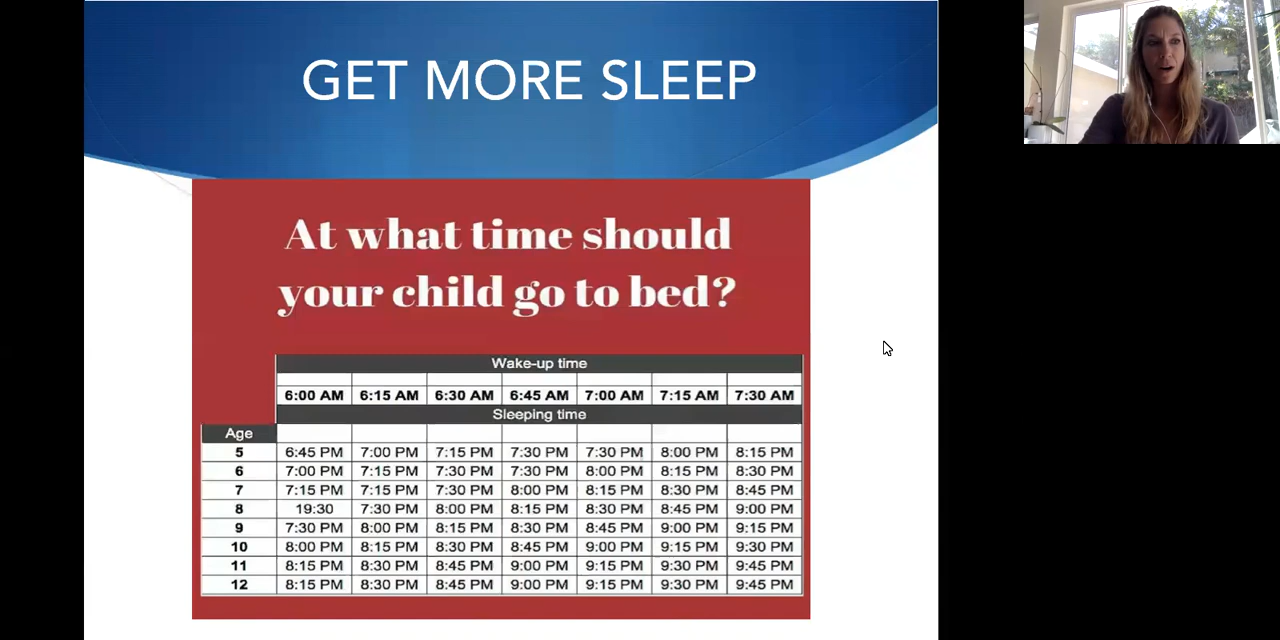 GET MORE SLEEP
At what time should
your child go to bed?
Wake-up time
6:00 AM 6:15 AM 6:30 AM 6:45 AM 7:00 AM 7:15 AM 7:30 AM
Sleeping time
Age
5 6:45 PM 7:00 PM 7:15 PM 7:30 PM 7:30 PM 8:00 PM 8:15 PM
6 7:00 PM 7:15 PM 7:30 PM 7:30 PM 8:00 PM 8:15 PM 8:30 PM
7 7:15 PM 7:15 PM 7:30 PM 8:00 PM 8:15 PM 8:30 PM 8:45 PM
8 19:30 7:30 PM 8:00 PM 8:15 PM 8:30 PM 8:45 PM 9:00 PM
9 7:30 PM 8:00 PM 8:15 PM 8:30 PM 8:45 PM 9:00 PM 9:15 PM
10 8:00 PM 8:15 PM 8:30 PM 8:45 PM 9:00 PM 9:15 PM 9:30 PM
11 8:15 PM 8:30 PM 8:45 PM 9:00 PM 9:15 PM 9:30 PM 9:45 PM
12 8:15 PM 8:30 PM 8:45 PM 9:00 PM 9:15 PM 9:30 PM 9:45 PM